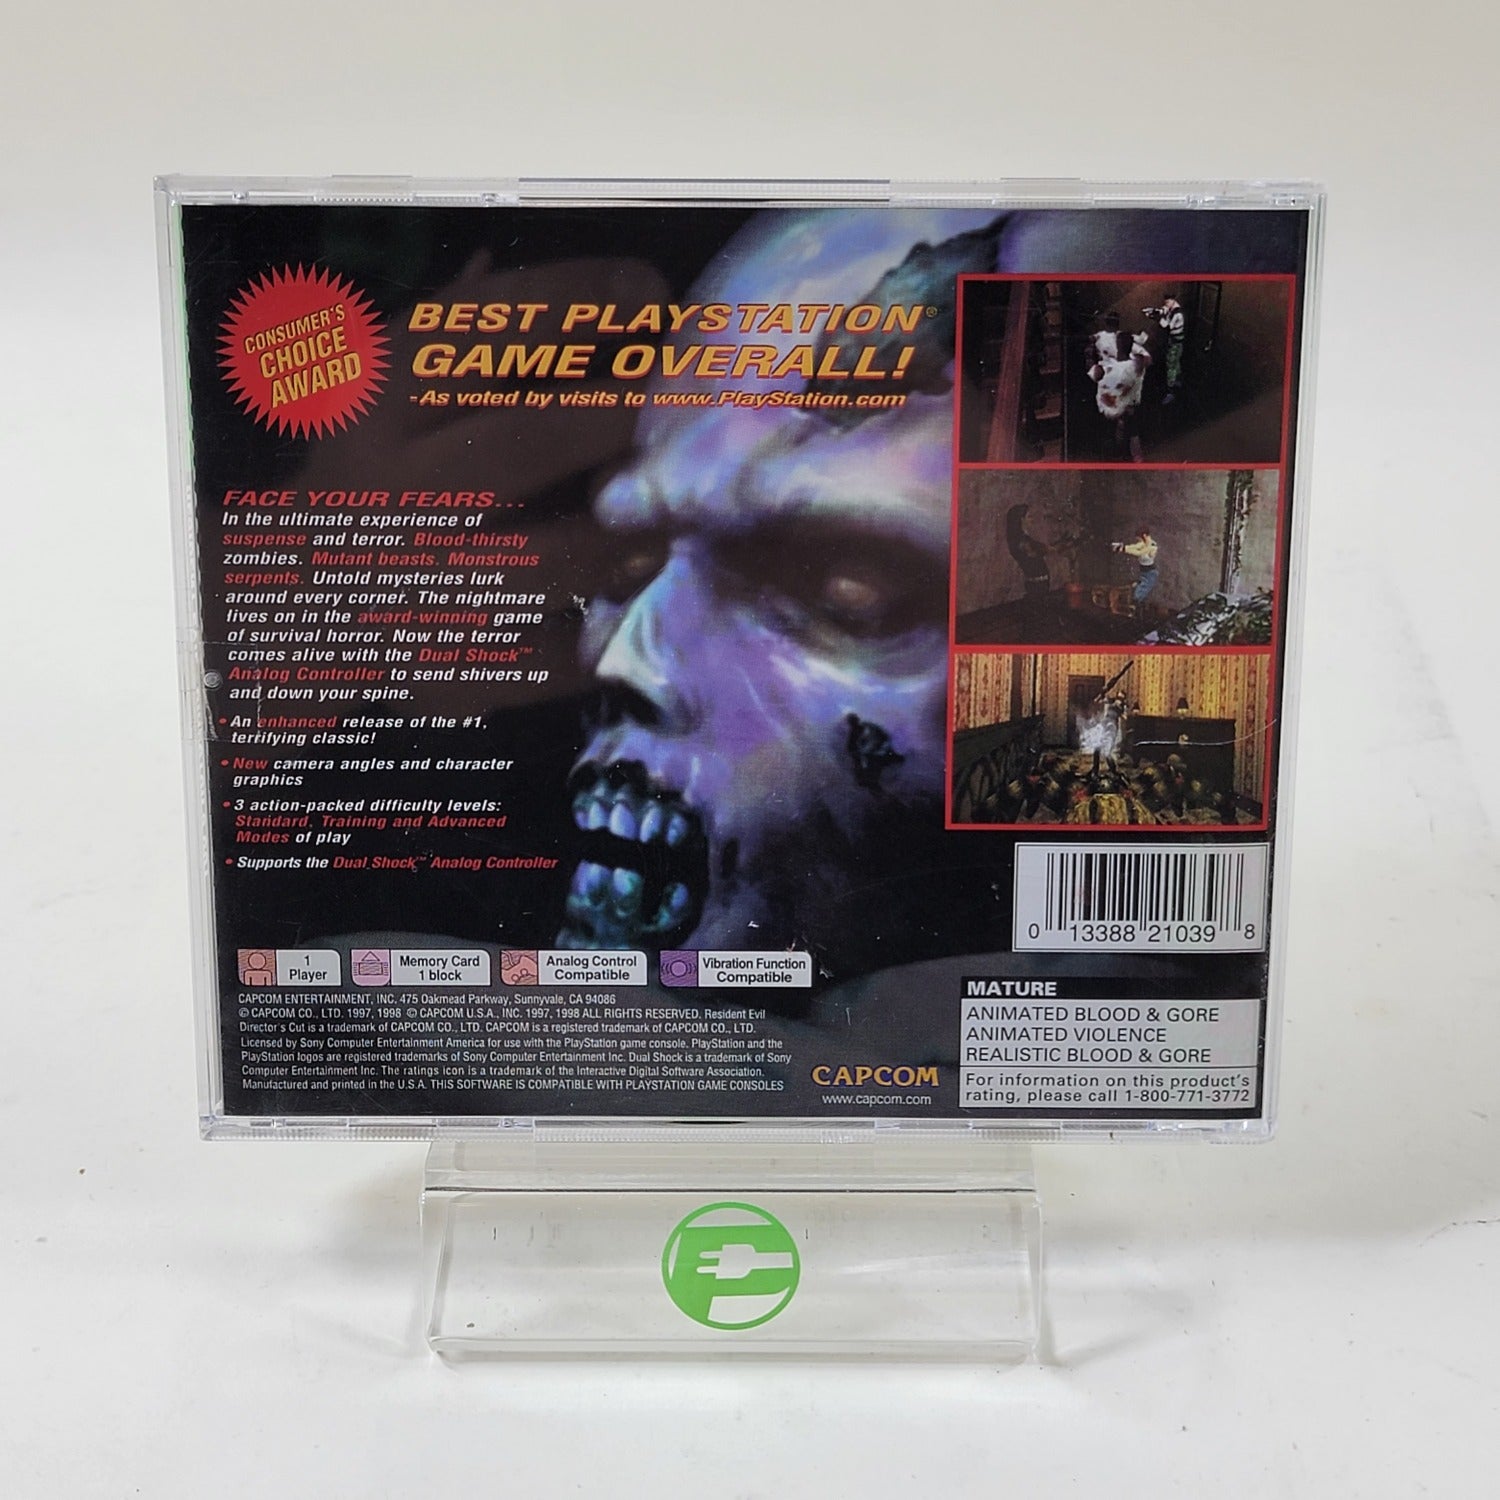 CONSUMER'S
CHOICE
AWARD
BEST PLAYSTATION®
GAME OVERALL!
-As voted by visits to www.PlayStation.com
FACE YOUR FEARS...
In the ultimate experience of
suspense and terror. Blood-thirsty
zombies. Mutant beasts. Monstrous
serpents. Untold mysteries lurk
around every corner. The nightmare
lives on in the award-winning game
of survival horror. Now the terror
comes alive with the Dual Shock™
Analog Controller to send shivers up
and down your spine.
• An enhanced release of the #1,
terrifying classic!
• New camera angles and character
graphics
• 3 action-packed difficulty levels:
Standard, Training and Advanced
Modes of play
• Supports the Dual Shock™ Analog Controller
1
Player
Memory Card
1 block
Analog Control
Compatible
Vibration Function
Compatible
CAPCOM ENTERTAINMENT, INC. 475 Oakmead Parkway, Sunnyvale, CA 94086
© CAPCOM CO., LTD. 1997, 1998 © CAPCOM U.S.A., INC. 1997, 1998 ALL RIGHTS RESERVED. Resident Evil
Director's Cut is a trademark of CAPCOM CO., LTD. CAPCOM is a registered trademark of CAPCOM CO., LTD.
Licensed by Sony Computer Entertainment America for use with the PlayStation game console. PlayStation and the
PlayStation logos are registered trademarks of Sony Computer Entertainment Inc. Dual Shock is a trademark of Sony
Computer Entertainment Inc. The ratings icon is a trademark of the Interactive Digital Software Association.
Manufactured and printed in the U.S.A. THIS SOFTWARE IS COMPATIBLE WITH PLAYSTATION GAME CONSOLES
CAPCOM
www.capcom.com
0 13388 21039 8
MATURE
ANIMATED BLOOD & GORE
ANIMATED VIOLENCE
REALISTIC BLOOD & GORE
For information on this product's
rating, please call 1-800-771-3772